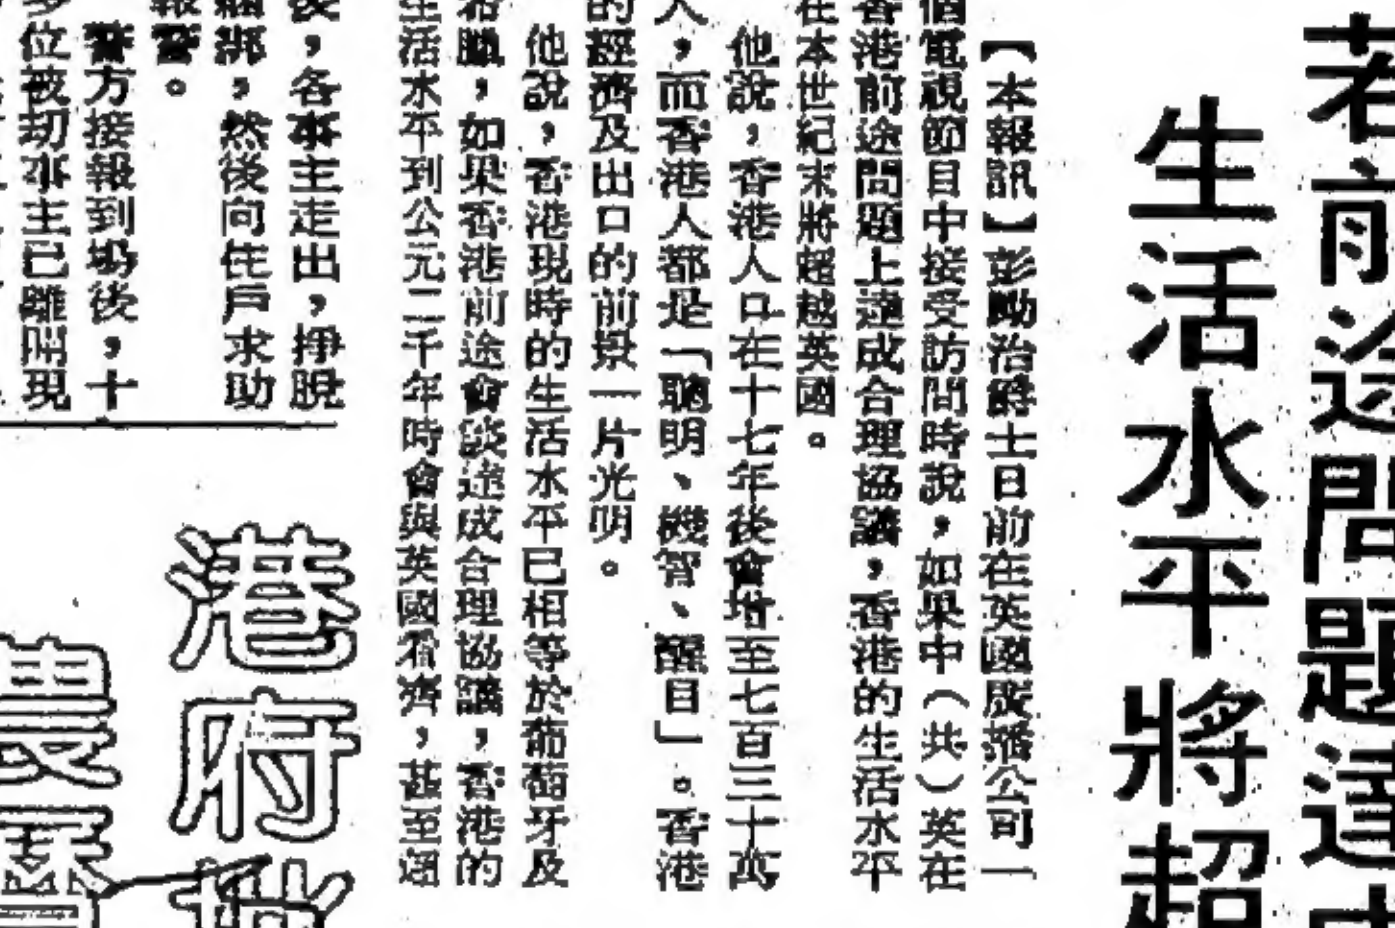 若前途問題達
生活水平將超
【本報訊】彭勵治爵士日前在英國廣播公司一
個電視節目中接受訪問時說，如果中（共）英在
香港前途問題上達成合理協議，香港的生活水平
在本世紀末將超越英國。
他說，香港人口在十七年後會增至七百三十萬
人，而香港人都是「聰明、機智、醒目」。香港
的經濟及出口的前景一片光明。
他說，香港現時的生活水平已相等於葡萄牙及
希臘，如果香港前途會談達成合理協議，香港的
生活水平到公元二千年時會與英國看齊，甚至超
後，各事主走出，掙脫
綑綁，然後向住戶求助
報警。
警方接報到場後，十
多位被劫事主已離開現
港府
農